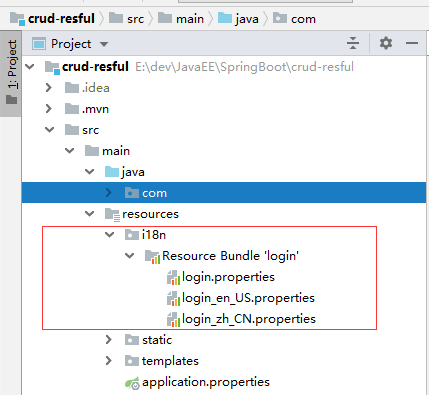 crud-resful src main java com
Project
1: Project
crud-resful E:\dev\JavaEE\SpringBoot\crud-resful
.idea
.mvn
src
main
java
com
resources
i18n
Resource Bundle 'login'
login.properties
login_en_US.properties
login_zh_CN.properties
static
templates
application.properties